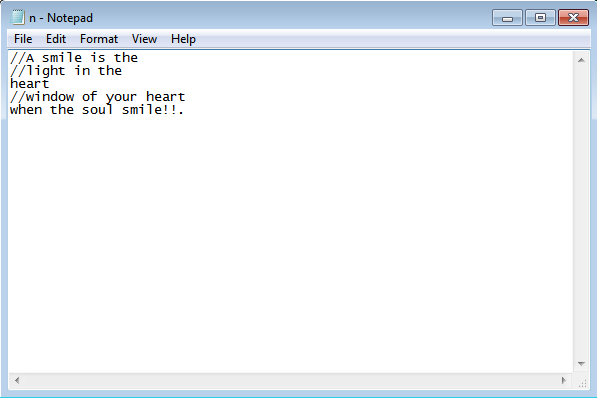 n - Notepad
File Edit Format View Help
//A smile is the
//light in the
heart
//window of your heart
when the soul smile!!.